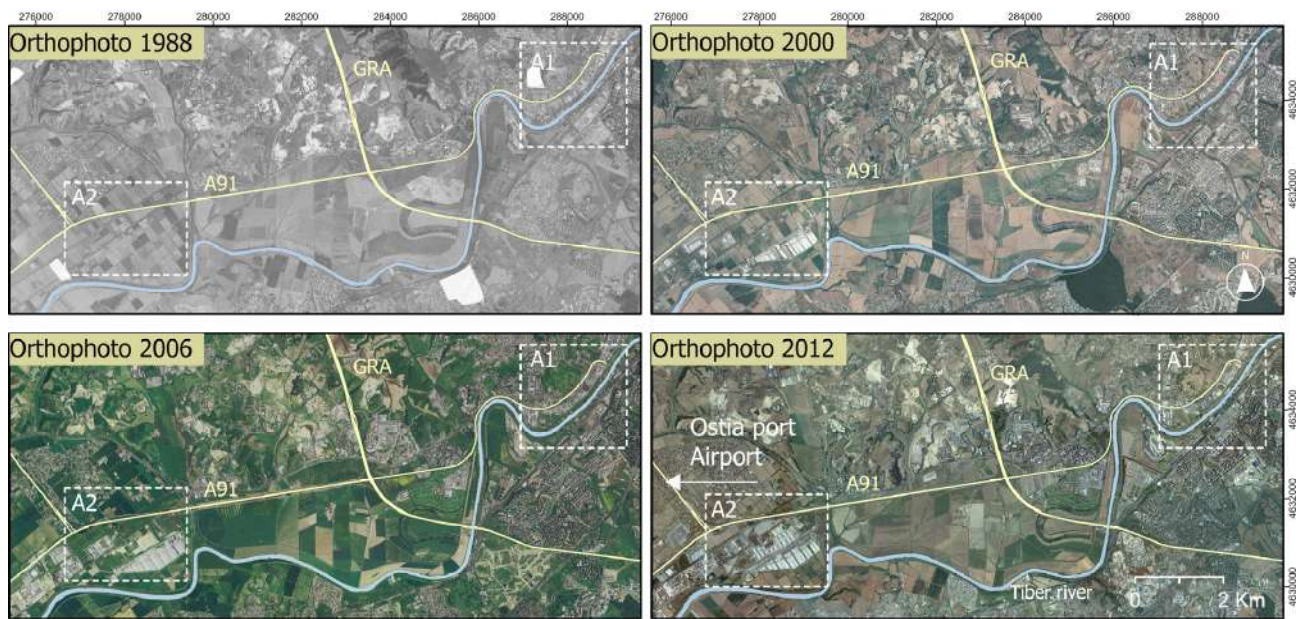 276000 278000 280000 282000 284000 286000 288000
276000 278000 280000 282000 284000 286000 288000
Orthophoto 1988
GRA
A1
A91
A2
Orthophoto 2000
GRA
A1
A91
A2
N
4634000
4632000
4630000
Orthophoto 2006
GRA
A1
A91
A2
Orthophoto 2012
GRA
A1
Ostia port
Airport
A91
A2
Tiber river
0 2 Km
4634000
4632000
4630000